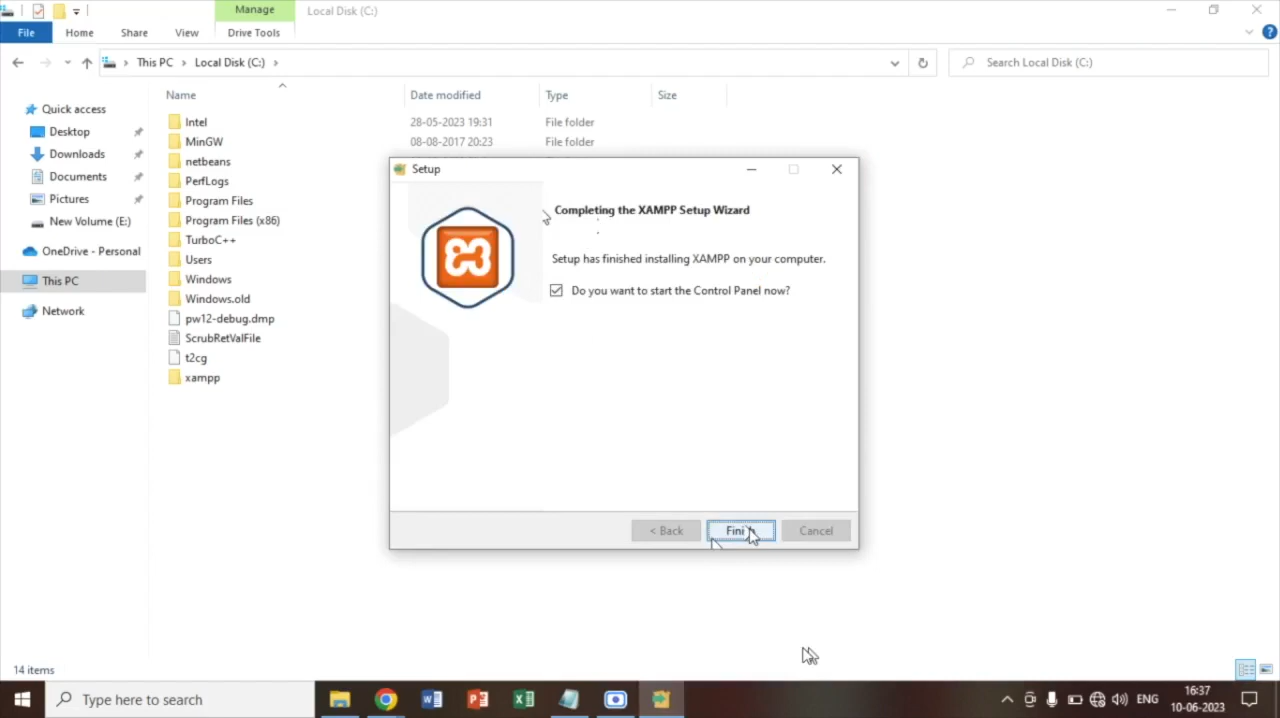 Manage
Local Disk (C:)
File
Home
Share
View
Drive Tools
This PC
Local Disk (C:)
Search Local Disk (C:)
Name
Date modified
Type
Size
Quick access
Desktop
Downloads
Documents
Pictures
New Volume (E:)
OneDrive - Personal
This PC
Network
Intel
28-05-2023 19:31
File folder
MinGW
08-08-2017 20:23
File folder
netbeans
PerfLogs
Program Files
Program Files (x86)
TurboC++
Users
Windows
Windows.old
pw12-debug.dmp
ScrubRetValFile
t2cg
xampp
Setup
Completing the XAMPP Setup Wizard
Setup has finished installing XAMPP on your computer.
Do you want to start the Control Panel now?
< Back
Finish
Cancel
14 items
Type here to search
ENG
16:37
10-06-2023